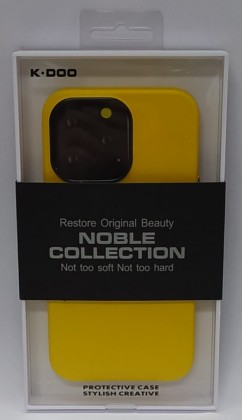 K·DOO
Restore Original Beauty
NOBLE
COLLECTION
Not too soft Not too hard
PROTECTIVE CASE
STYLISH CREATIVE